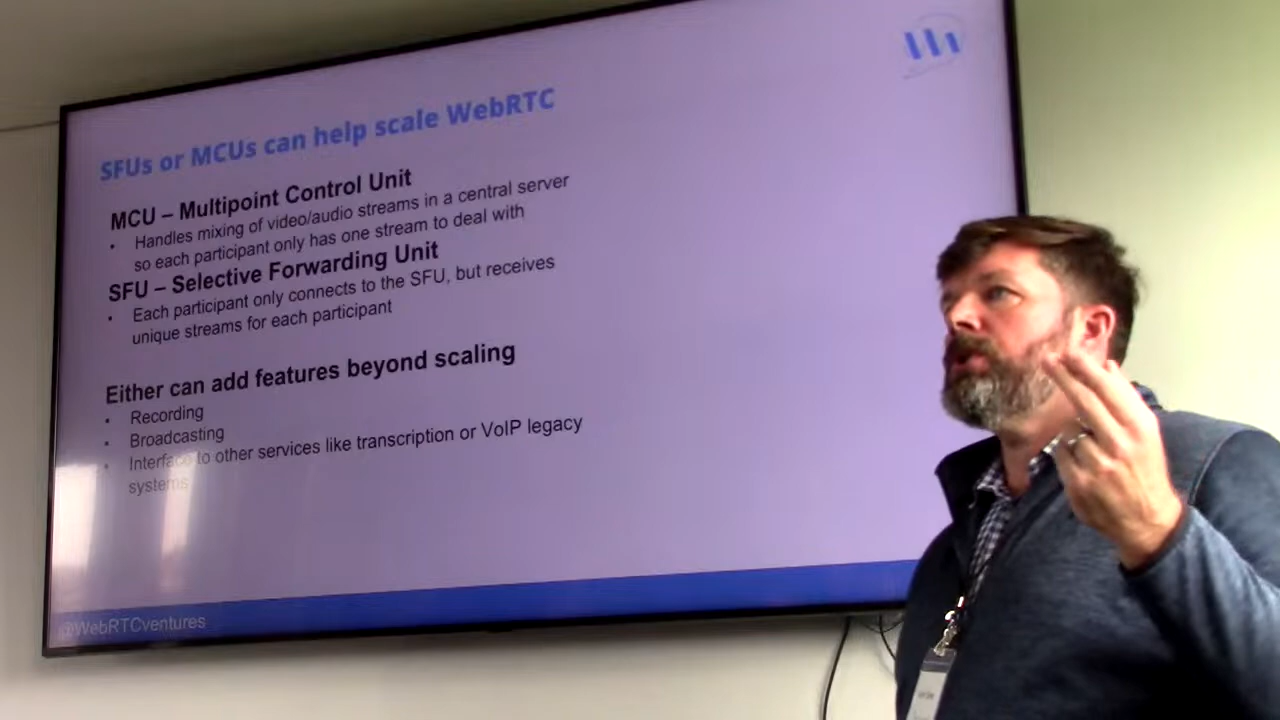 SFUs or MCUs can help scale WebRTC
MCU – Multipoint Control Unit
• Handles mixing of video/audio streams in a central server
so each participant only has one stream to deal with
SFU – Selective Forwarding Unit
• Each participant only connects to the SFU, but receives
unique streams for each participant
Either can add features beyond scaling
• Recording
• Broadcasting
• Interface to other services like transcription or VoIP legacy
systems
@WebRTCventures